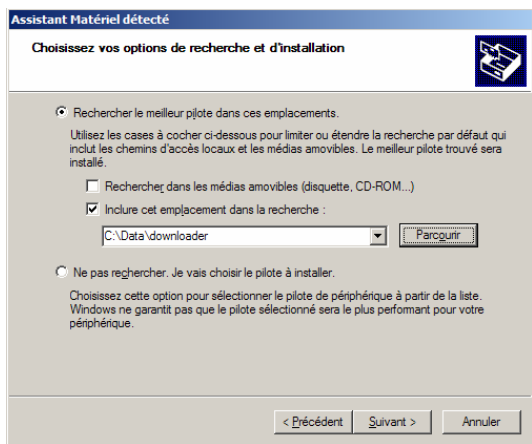 Assistant Matériel détecté
Choisissez vos options de recherche et d'installation
Rechercher le meilleur pilote dans ces emplacements.
Utilisez les cases à cocher ci-dessous pour limiter ou étendre la recherche par défaut qui
inclut les chemins d'accès locaux et les médias amovibles. Le meilleur pilote trouvé sera
installé.
Rechercher dans les médias amovibles (disquette, CD-ROM...)
Inclure cet emplacement dans la recherche :
C:\Data\downloader
Parcourir
Ne pas rechercher. Je vais choisir le pilote à installer.
Choisissez cette option pour sélectionner le pilote de périphérique à partir de la liste.
Windows ne garantit pas que le pilote sélectionné sera le plus performant pour votre
périphérique.
< Précédent Suivant > Annuler